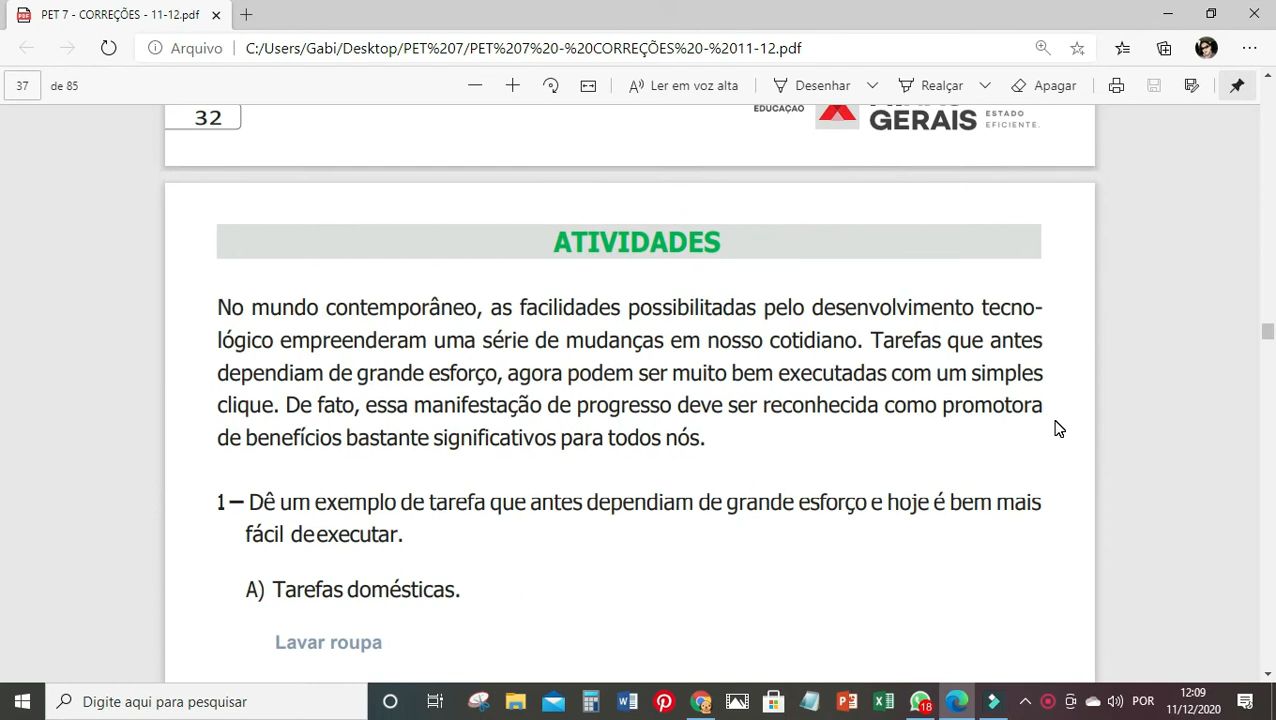 PET 7 - CORREÇÕES - 11-12.pdf
Arquivo C:/Users/Gabi/Desktop/PET%207/PET%207%20-%20CORREÇÕES%20-%2011-12.pdf
37 de 85 Ler em voz alta Desenhar Realçar Apagar
32
EDUCAÇÃO
GERAIS
ESTADO
EFICIENTE.
ATIVIDADES
No mundo contemporâneo, as facilidades possibilitadas pelo desenvolvimento tecno-
lógico empreenderam uma série de mudanças em nosso cotidiano. Tarefas que antes
dependiam de grande esforço, agora podem ser muito bem executadas com um simples
clique. De fato, essa manifestação de progresso deve ser reconhecida como promotora
de benefícios bastante significativos para todos nós.
1 – Dê um exemplo de tarefa que antes dependiam de grande esforço e hoje é bem mais
fácil deexecutar.
A) Tarefas domésticas.
Lavar roupa
Digite aqui para pesquisar
18
POR
12:09
11/12/2020